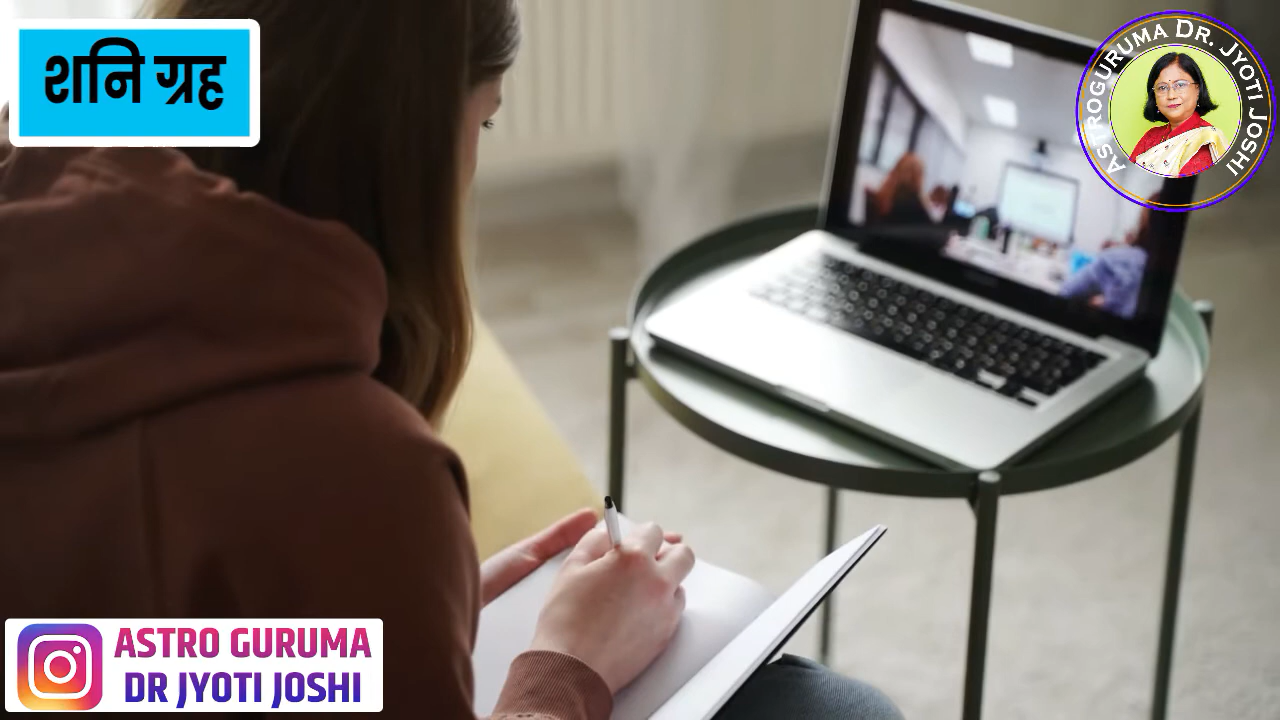 शनि ग्रह
ASTROGURUMA DR. JYOTI JOSHI
ASTRO GURUMA
DR JYOTI JOSHI